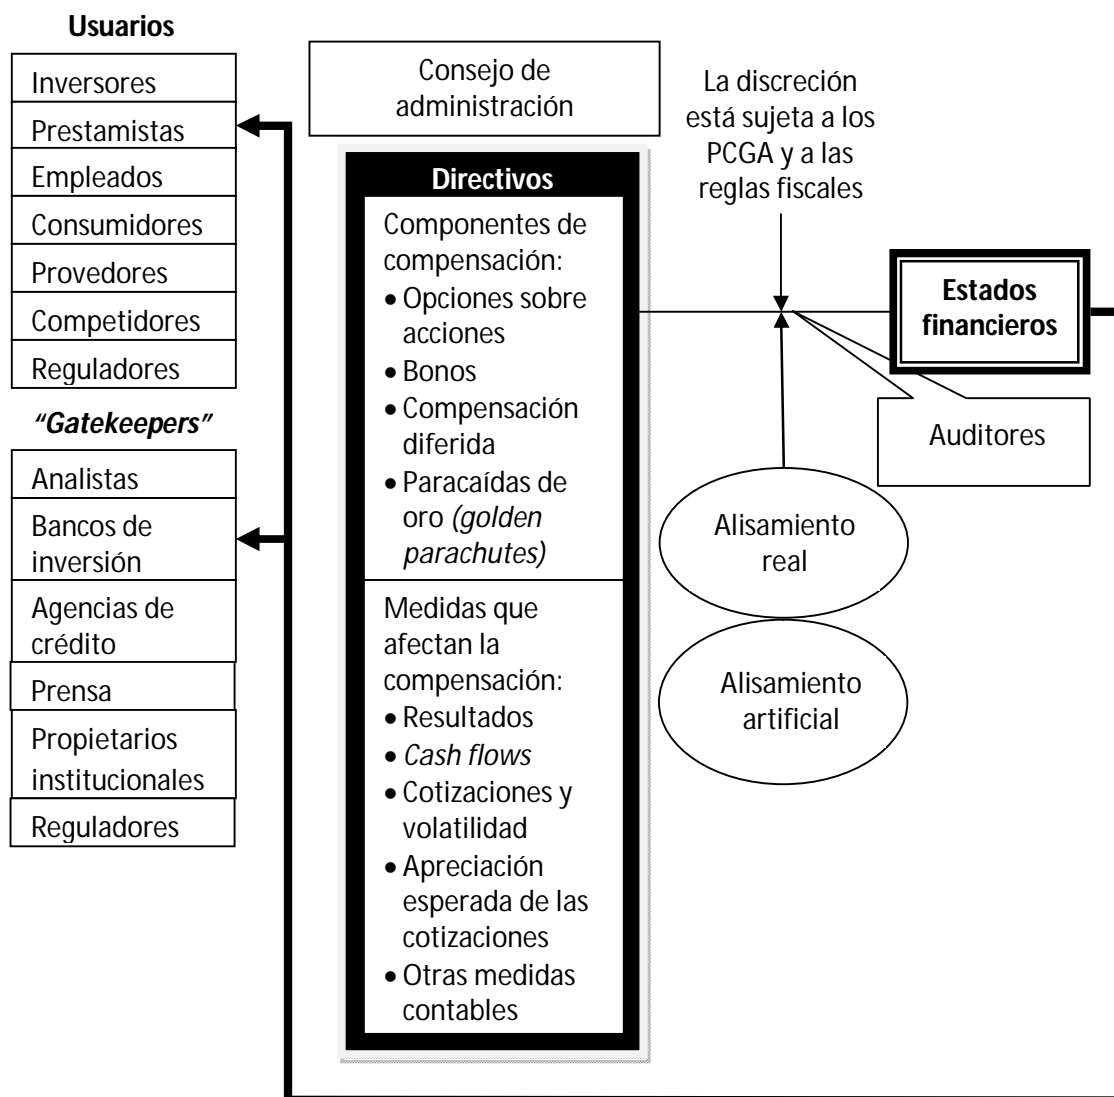 Usuarios
Inversores
Prestamistas
Empleados
Consumidores
Provedores
Competidores
Reguladores
“Gatekeepers”
Analistas
Bancos de
inversión
Agencias de
crédito
Prensa
Propietarios
institucionales
Reguladores
Consejo de
administración
Directivos
Componentes de
compensación:
• Opciones sobre
acciones
• Bonos
• Compensación
diferida
• Paracaídas de
oro (golden
parachutes)
Medidas que
afectan la
compensación:
• Resultados
• Cash flows
• Cotizaciones y
volatilidad
• Apreciación
esperada de las
cotizaciones
• Otras medidas
contables
La discreción
está sujeta a los
PCGA y a las
reglas fiscales
Estados
financieros
Auditores
Alisamiento
real
Alisamiento
artificial